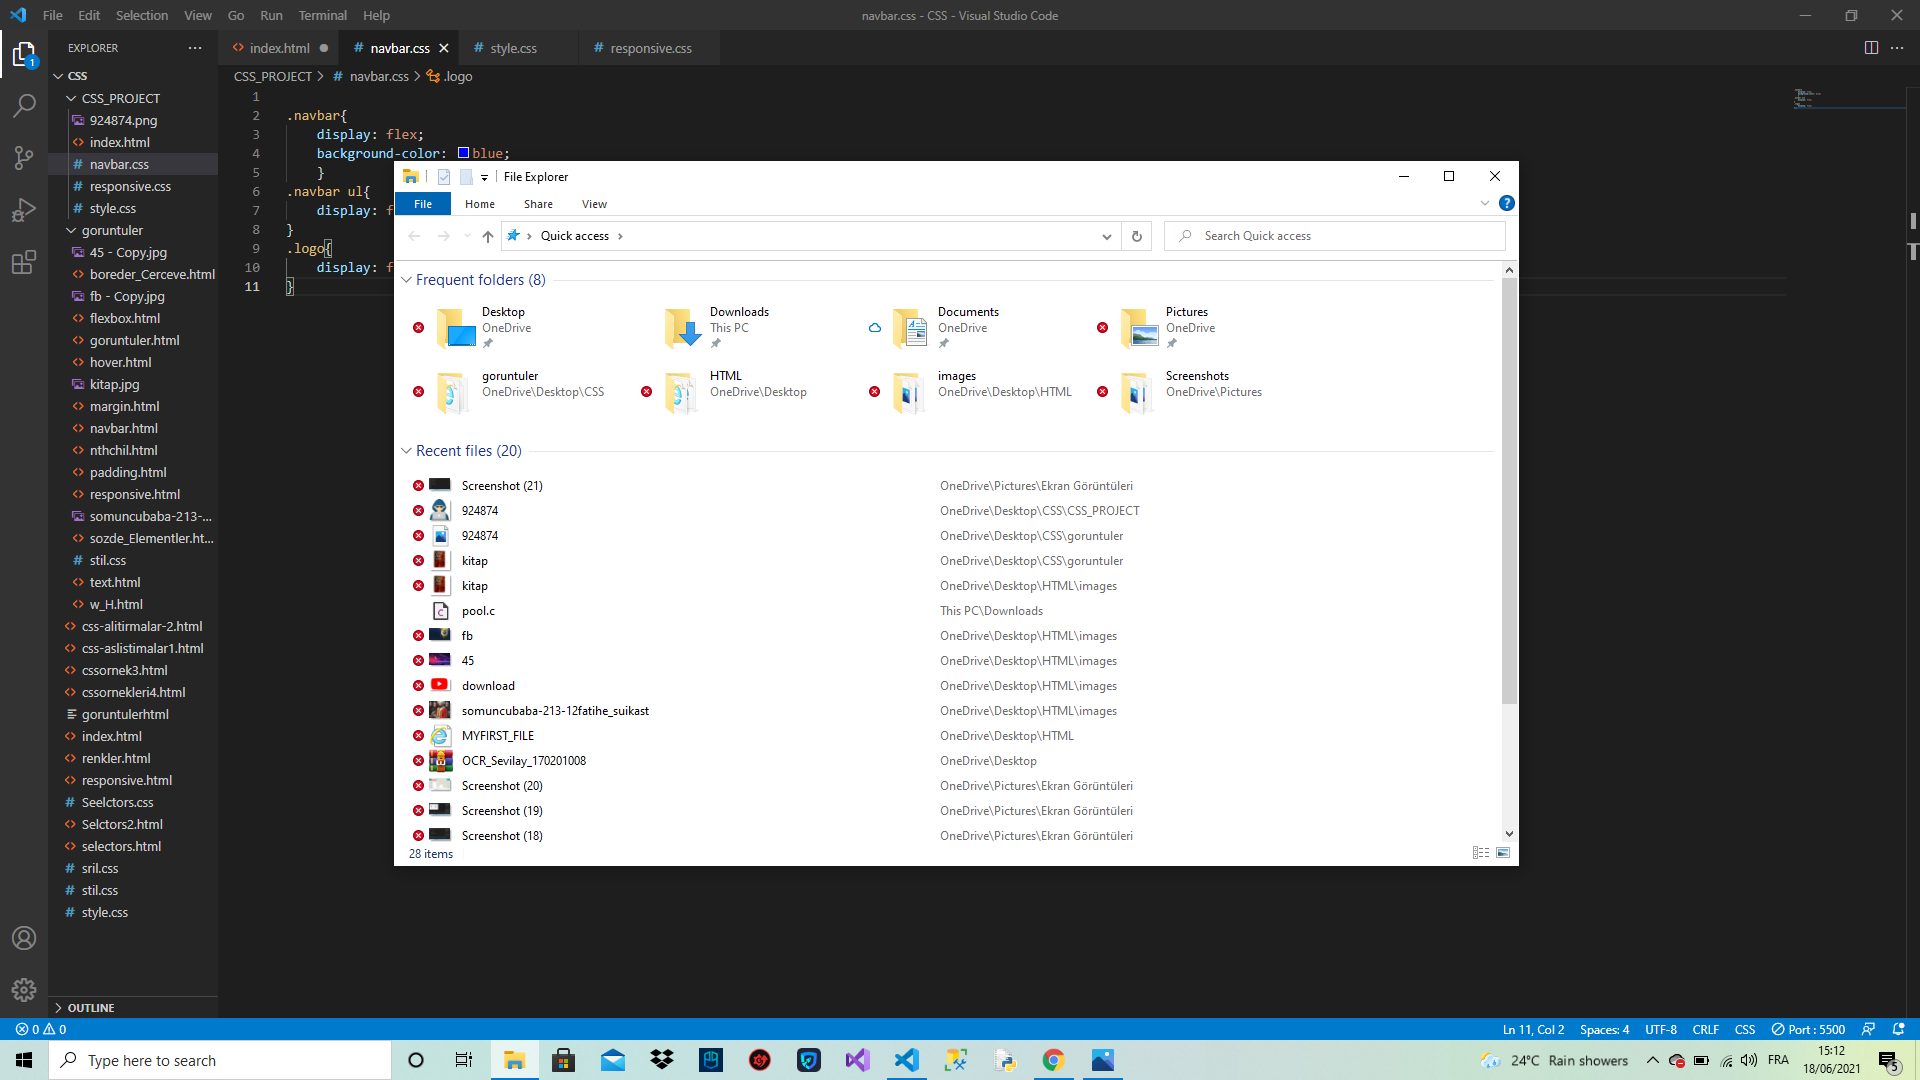 File Edit Selection View Go Run Terminal Help
navbar.css - CSS - Visual Studio Code
EXPLORER
index.html
navbar.css
style.css
responsive.css
CSS
CSS_PROJECT > # navbar.css > .logo
CSS_PROJECT
924874.png
index.html
navbar.css
responsive.css
style.css
goruntuler
45 - Copy.jpg
boreder_Cerceve.html
fb - Copy.jpg
flexbox.html
goruntuler.html
hover.html
kitap.jpg
margin.html
navbar.html
nthchil.html
padding.html
responsive.html
somuncubaba-213-...
sozde_Elementler.ht...
stil.css
text.html
w_H.html
css-alitirmalar-2.html
css-aslistimalar1.html
cssornek3.html
cssornekleri4.html
goruntulerhtml
index.html
renkler.html
responsive.html
Seelctors.css
Selctors2.html
selectors.html
sril.css
stil.css
style.css
OUTLINE
1
2 .navbar{
3 display: flex;
4 background-color: blue;
5 }
6 .navbar ul{
7 display: f
8 }
9 .logo{
10 display: f
11 }
File Explorer
File Home Share View
Quick access
Search Quick access
Frequent folders (8)
Desktop
OneDrive
Downloads
This PC
Documents
OneDrive
Pictures
OneDrive
goruntuler
OneDrive\Desktop\CSS
HTML
OneDrive\Desktop
images
OneDrive\Desktop\HTML
Screenshots
OneDrive\Pictures
Recent files (20)
Screenshot (21) OneDrive\Pictures\Ekran Görüntüleri
924874 OneDrive\Desktop\CSS\CSS_PROJECT
924874 OneDrive\Desktop\CSS\goruntuler
kitap OneDrive\Desktop\CSS\goruntuler
kitap OneDrive\Desktop\HTML\images
pool.c This PC\Downloads
fb OneDrive\Desktop\HTML\images
45 OneDrive\Desktop\HTML\images
download OneDrive\Desktop\HTML\images
somuncubaba-213-12fatihe_suikast OneDrive\Desktop\HTML\images
MYFIRST_FILE OneDrive\Desktop\HTML
OCR_Sevilay_170201008 OneDrive\Desktop
Screenshot (20) OneDrive\Pictures\Ekran Görüntüleri
Screenshot (19) OneDrive\Pictures\Ekran Görüntüleri
Screenshot (18) OneDrive\Pictures\Ekran Görüntüleri
28 items
0 0
Ln 11, Col 2 Spaces: 4 UTF-8 CRLF CSS Port : 5500
Type here to search
24°C Rain showers
FRA
15:12
18/06/2021
5